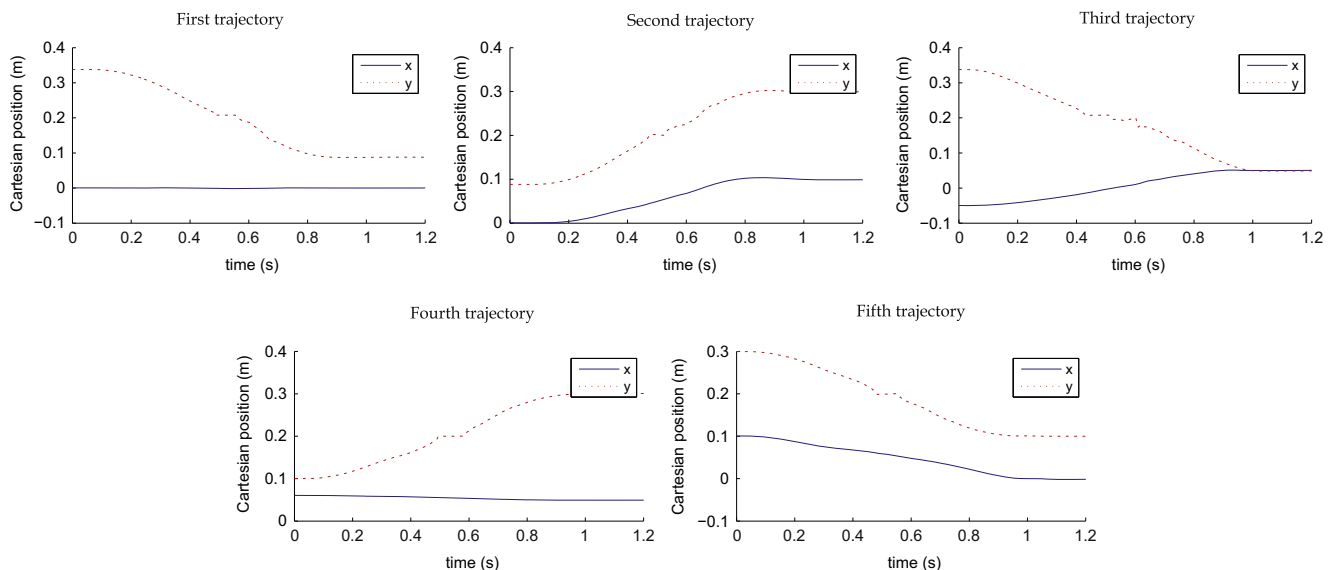 First trajectory
0.4
0.3
0.2
0.1
0
−0.1
Cartesian position (m)
x
y
0
0.2
0.4
0.6
0.8
1
1.2
time (s)
Second trajectory
0.4
0.3
0.2
0.1
0
Cartesian position (m)
x
y
0
0.2
0.4
0.6
0.8
1
1.2
time (s)
Third trajectory
0.4
0.3
0.2
0.1
0
−0.1
Cartesian position (m)
x
y
0
0.2
0.4
0.6
0.8
1
1.2
time (s)
Fourth trajectory
0.4
0.3
0.2
0.1
0
Cartesian position (m)
x
y
0
0.2
0.4
0.6
0.8
1
1.2
time (s)
Fifth trajectory
0.3
0.2
0.1
0
−0.1
Cartesian position (m)
x
y
0
0.2
0.4
0.6
0.8
1
1.2
time (s)